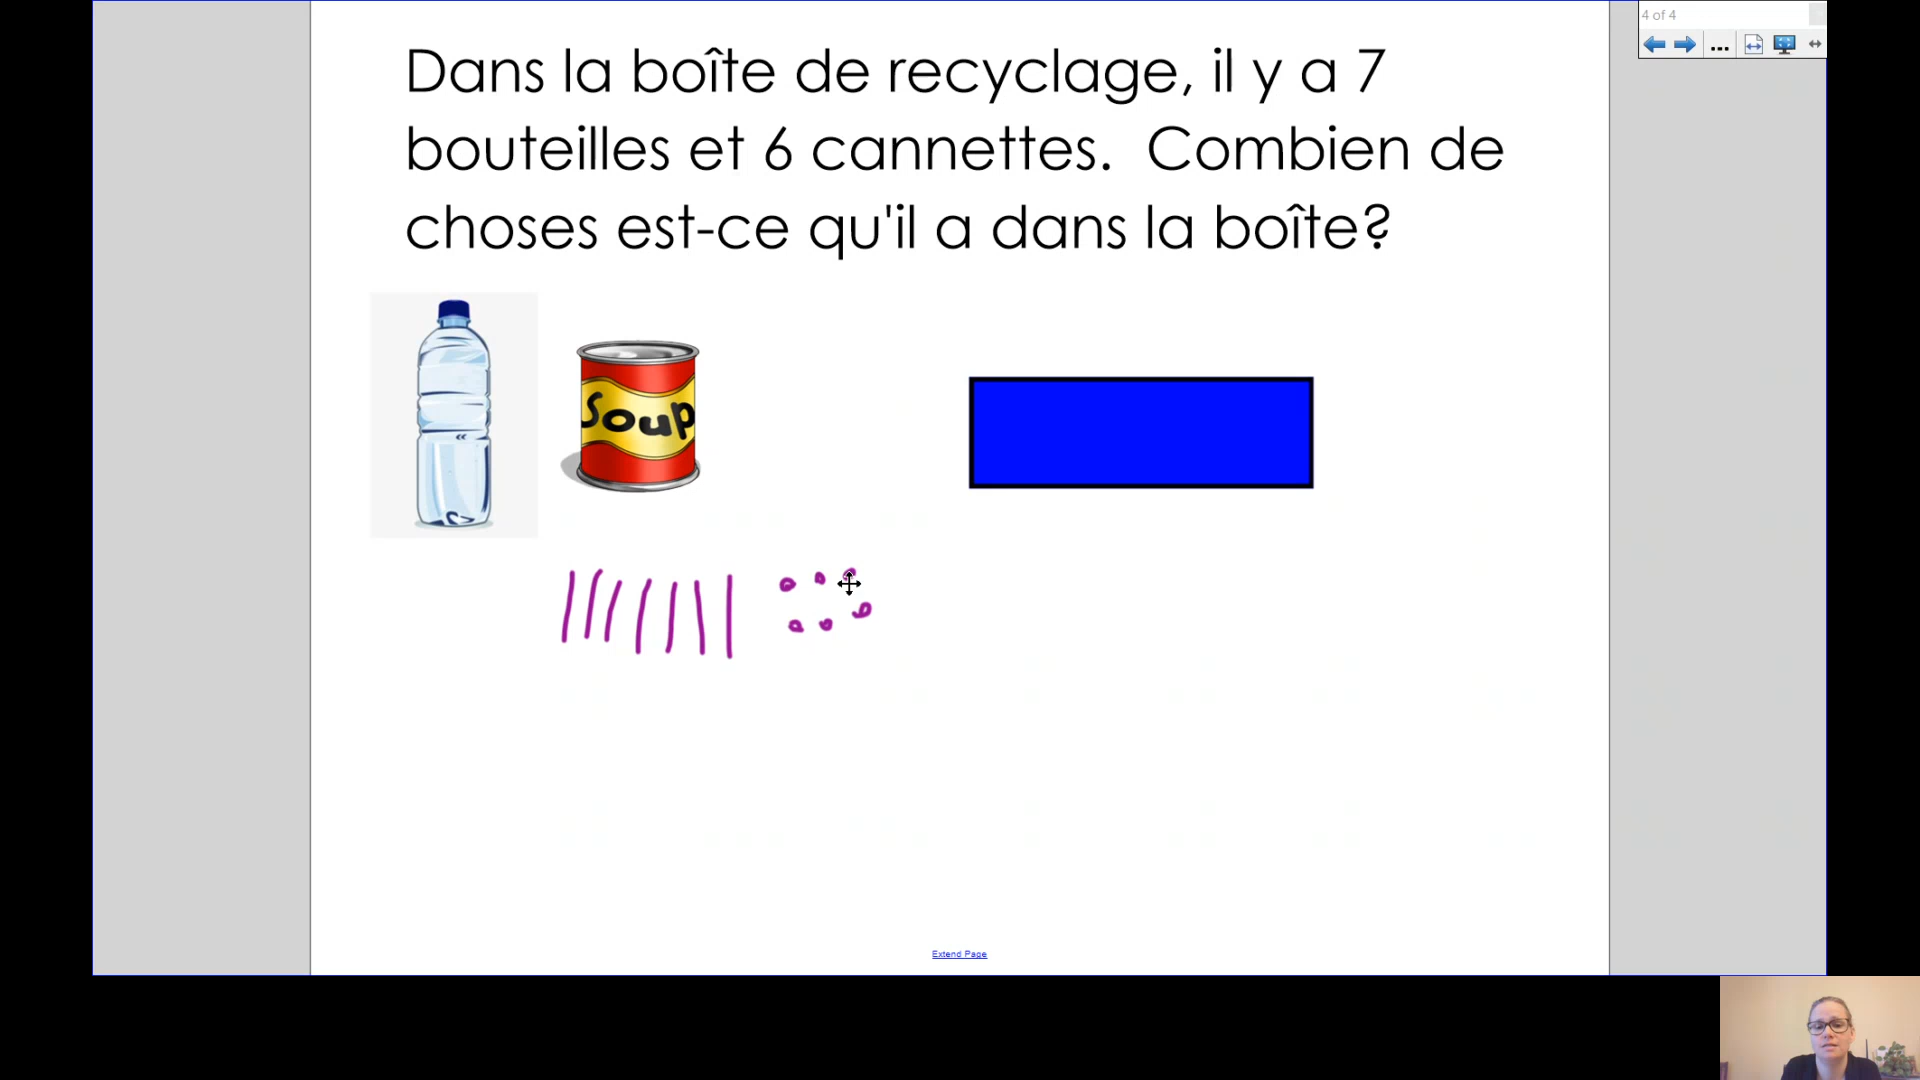 4 of 4
Dans la boîte de recyclage, il y a 7
bouteilles et 6 cannettes. Combien de
choses est-ce qu'il a dans la boîte?
Soup
Extend Page